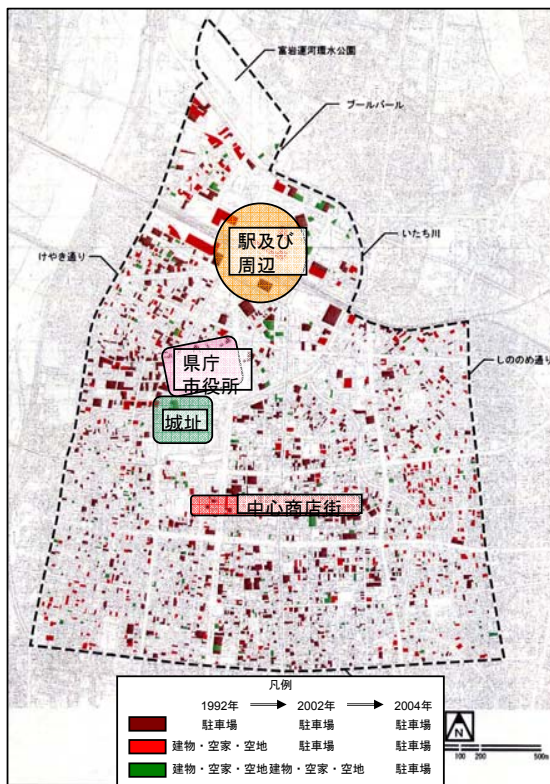 富岩運河環水公園
ブールバール
駅及び
周辺
いたち川
けやき通り
県庁
市役所
しののめ通り
城址
中心商店街
凡例
1992年 2002年 2004年
駐車場 駐車場 駐車場
建物・空家・空地 駐車場 駐車場
建物・空家・空地 建物・空家・空地 駐車場
N
100 200 500m